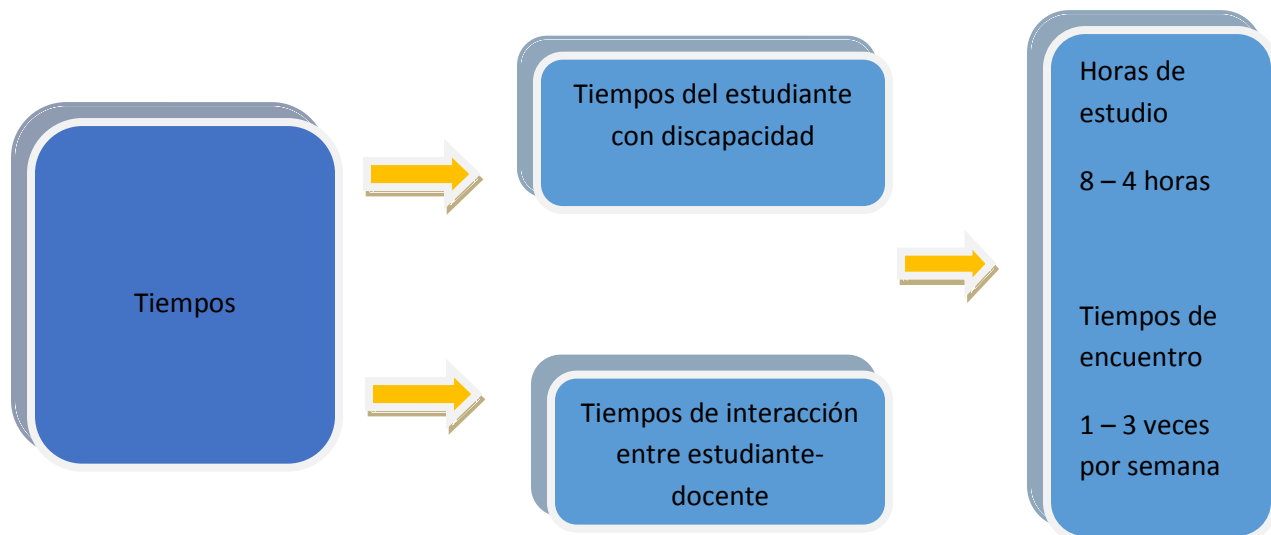 Tiempos
Tiempos del estudiante
con discapacidad
Tiempos de interacción
entre estudiante-
docente
Horas de
estudio
8 – 4 horas
Tiempos de
encuentro
1 – 3 veces
por semana